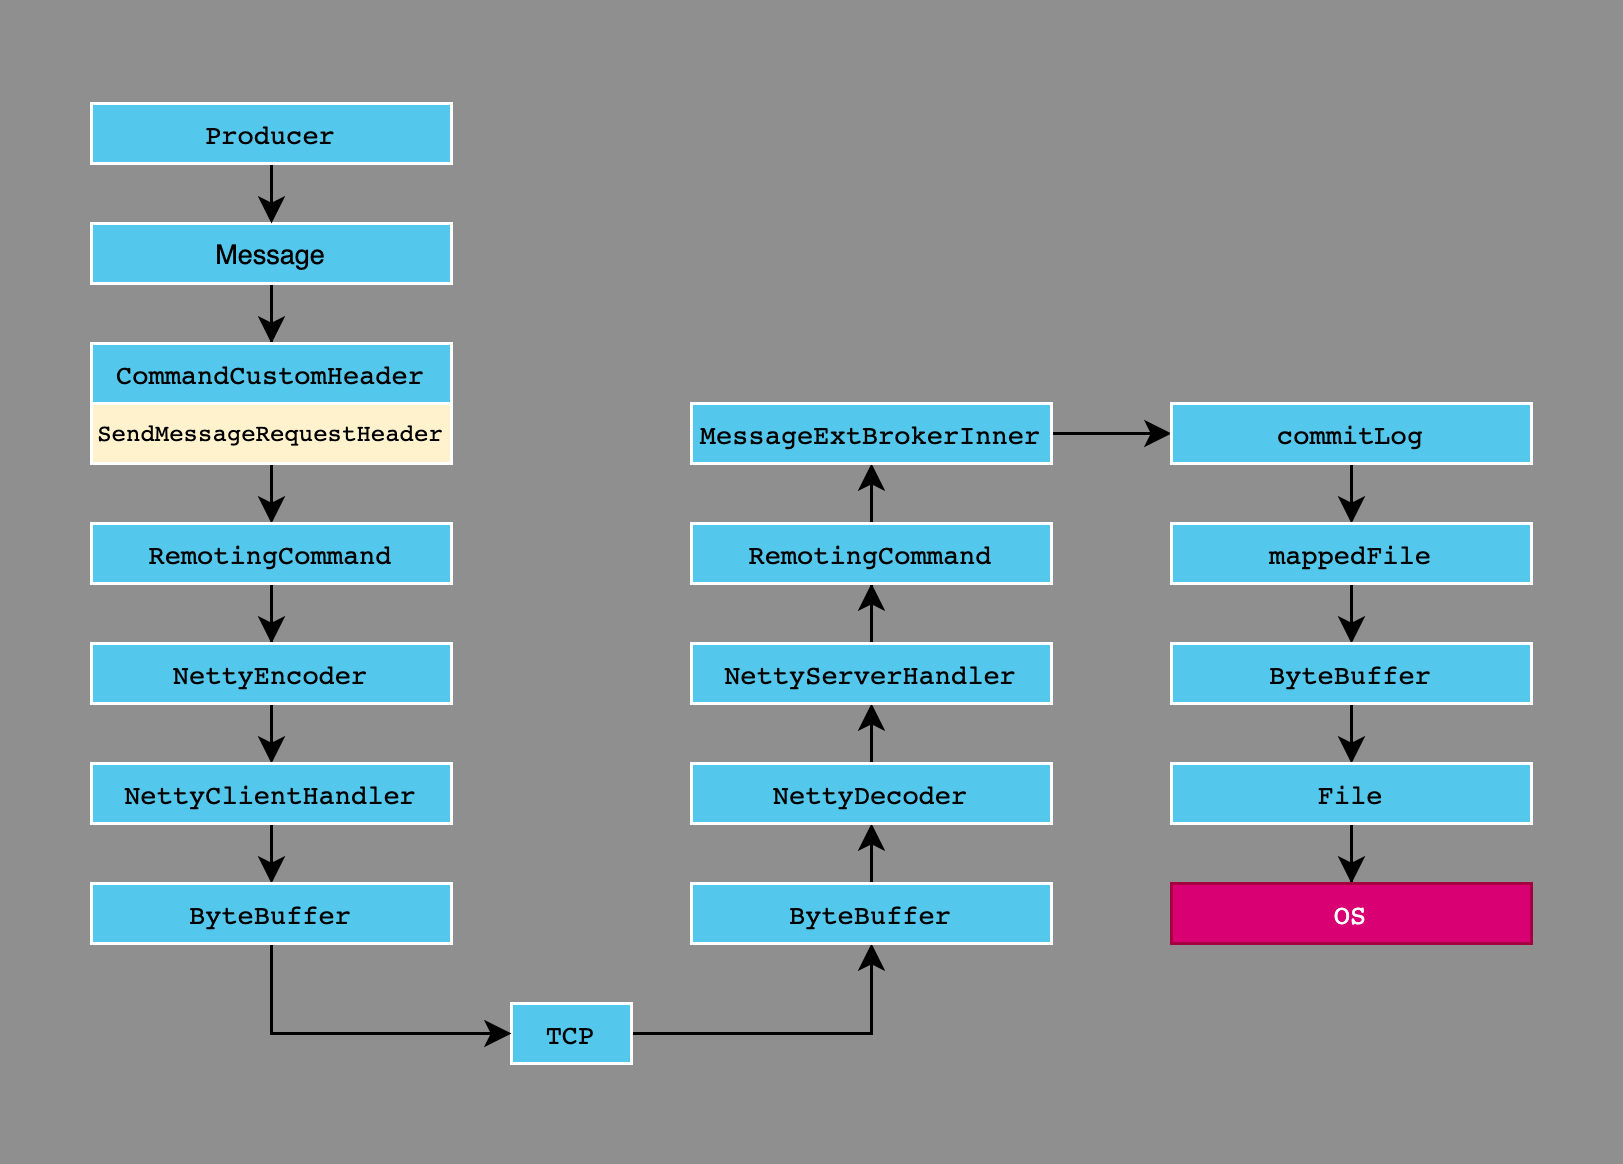 Producer
Message
CommandCustomHeader
SendMessageRequestHeader
RemotingCommand
NettyEncoder
NettyClientHandler
ByteBuffer
TCP
ByteBuffer
NettyDecoder
NettyServerHandler
RemotingCommand
MessageExtBrokerInner
commitLog
mappedFile
ByteBuffer
File
OS